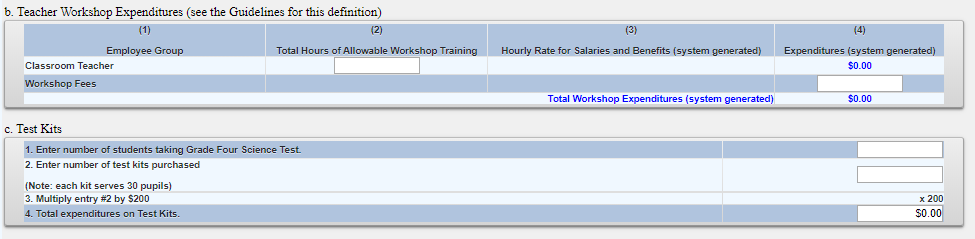 b. Teacher Workshop Expenditures (see the Guidelines for this definition)
(1) (2) (3) (4)
Employee Group Total Hours of Allowable Workshop Training Hourly Rate for Salaries and Benefits (system generated) Expenditures (system generated)
Classroom Teacher $0.00
Workshop Fees
Total Workshop Expenditures (system generated) $0.00
c. Test Kits
1. Enter number of students taking Grade Four Science Test.
2. Enter number of test kits purchased
(Note: each kit serves 30 pupils)
3. Multiply entry #2 by $200 x 200
4. Total expenditures on Test Kits. $0.00